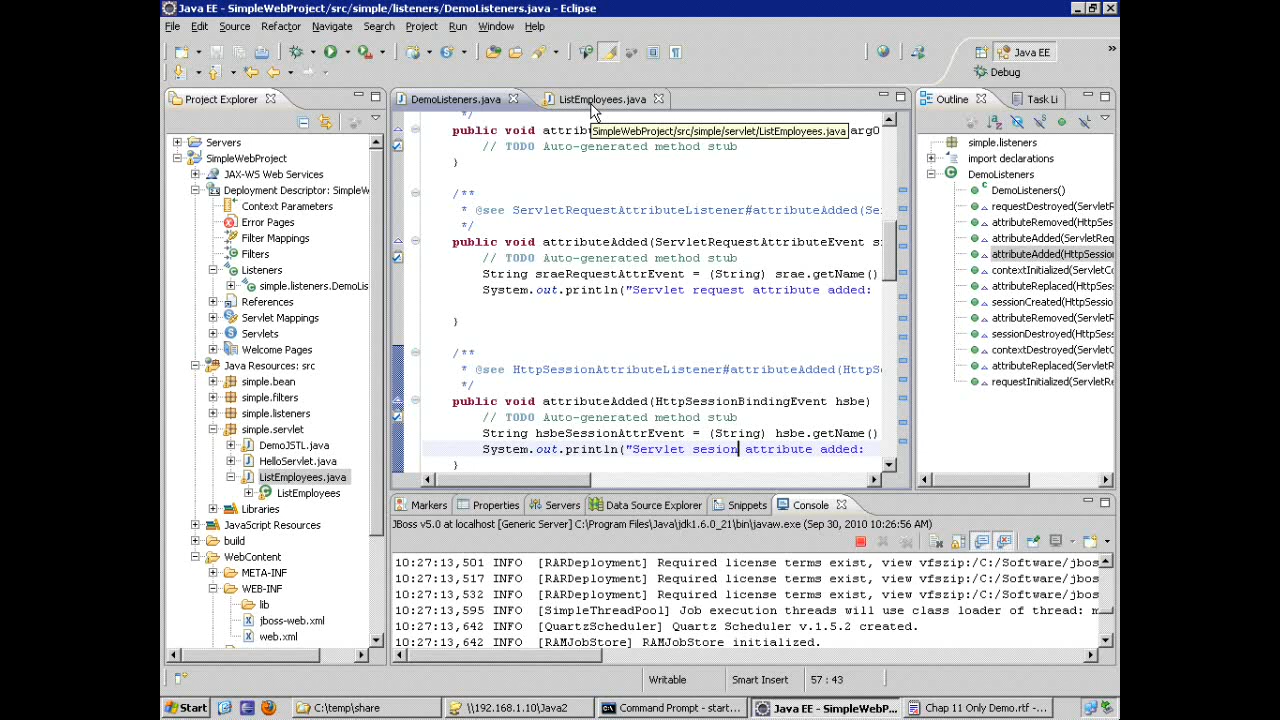 Java EE - SimpleWebProject/src/simple/listeners/DemoListeners.java - Eclipse
File Edit Source Refactor Navigate Search Project Run Window Help
Java EE
Debug
Project Explorer
Servers
SimpleWebProject
JAX-WS Web Services
Deployment Descriptor: SimpleW
Context Parameters
Error Pages
Filter Mappings
Filters
Listeners
simple.listeners.DemoLis
References
Servlet Mappings
Servlets
Welcome Pages
Java Resources: src
simple.bean
simple.filters
simple.listeners
simple.servlet
DemoJSTL.java
HelloServlet.java
ListEmployees.java
ListEmployees
Libraries
JavaScript Resources
build
WebContent
META-INF
WEB-INF
lib
jboss-web.xml
web.xml
DemoListeners.java ListEmployees.java
*/
public void attrib
SimpleWebProject/src/simple/servlet/ListEmployees.java
arg0
// TODO Auto-generated method stub
}
/**
* @see ServletRequestAttributeListener#attributeAdded(Se
*/
public void attributeAdded(ServletRequestAttributeEvent s
// TODO Auto-generated method stub
String sraeRequestAttrEvent = (String) srae.getName()
System.out.println("Servlet request attribute added:
}
/**
* @see HttpSessionAttributeListener#attributeAdded(HttpS
*/
public void attributeAdded(HttpSessionBindingEvent hsbe)
// TODO Auto-generated method stub
String hsbeSessionAttrEvent = (String) hsbe.getName()
System.out.println("Servlet sesion attribute added:
}
Outline Task Li
simple.listeners
import declarations
DemoListeners
DemoListeners()
requestDestroyed(ServletR
attributeRemoved(HttpSes
attributeAdded(ServletReq
attributeAdded(HttpSession
contextInitialized(ServletCo
attributeReplaced(HttpSes
sessionCreated(HttpSessio
attributeRemoved(ServletR
sessionDestroyed(HttpSes
contextDestroyed(ServletC
attributeReplaced(ServletR
requestInitialized(ServletRe
Markers Properties Servers Data Source Explorer Snippets Console
JBoss v5.0 at localhost [Generic Server] C:\Program Files\Java\jdk1.6.0_21\bin\javaw.exe (Sep 30, 2010 10:26:56 AM)
10:27:13,501 INFO [RARDeployment] Required license terms exist, view vfszip:/C:/Software/jbos
10:27:13,517 INFO [RARDeployment] Required license terms exist, view vfszip:/C:/Software/jbos
10:27:13,532 INFO [RARDeployment] Required license terms exist, view vfszip:/C:/Software/jbos
10:27:13,595 INFO [SimpleThreadPool] Job execution threads will use class loader of thread: m
10:27:13,642 INFO [QuartzScheduler] Quartz Scheduler v.1.5.2 created.
10:27:13,642 INFO [RAMJobStore] RAMJobStore initialized.
Writable Smart Insert 57 : 43
Start C:\temp\share \\192.168.1.10\Java2 Command Prompt - start... Java EE - SimpleWebP... Chap 11 Only Demo.rtf - ...